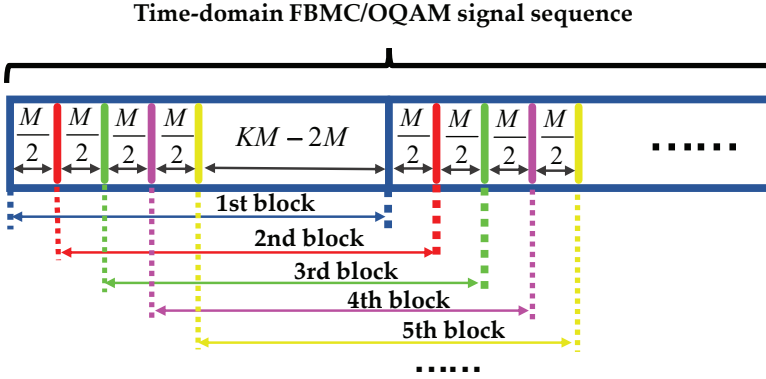 Time-domain FBMC/OQAM signal sequence
M/2 M/2 M/2 M/2 KM − 2M M/2 M/2 M/2 M/2 ......
1st block
2nd block
3rd block
4th block
5th block
......